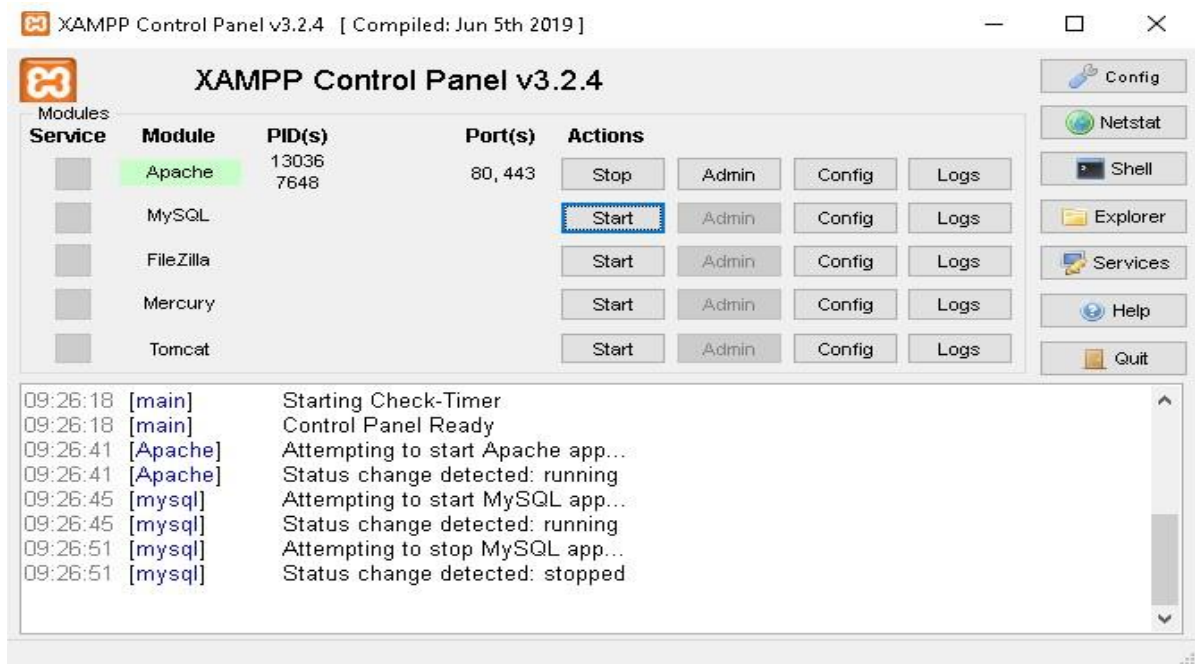 XAMPP Control Panel v3.2.4 [ Compiled: Jun 5th 2019 ]
XAMPP Control Panel v3.2.4
Config
Modules
Netstat
Service Module PID(s) Port(s) Actions
Apache 13036 7648 80, 443 Stop Admin Config Logs
Shell
MySQL Start Admin Config Logs
Explorer
FileZilla Start Admin Config Logs
Services
Mercury Start Admin Config Logs
Help
Tomcat Start Admin Config Logs
Quit
09:26:18 [main] Starting Check-Timer
09:26:18 [main] Control Panel Ready
09:26:41 [Apache] Attempting to start Apache app...
09:26:41 [Apache] Status change detected: running
09:26:45 [mysql] Attempting to start MySQL app...
09:26:45 [mysql] Status change detected: running
09:26:51 [mysql] Attempting to stop MySQL app...
09:26:51 [mysql] Status change detected: stopped